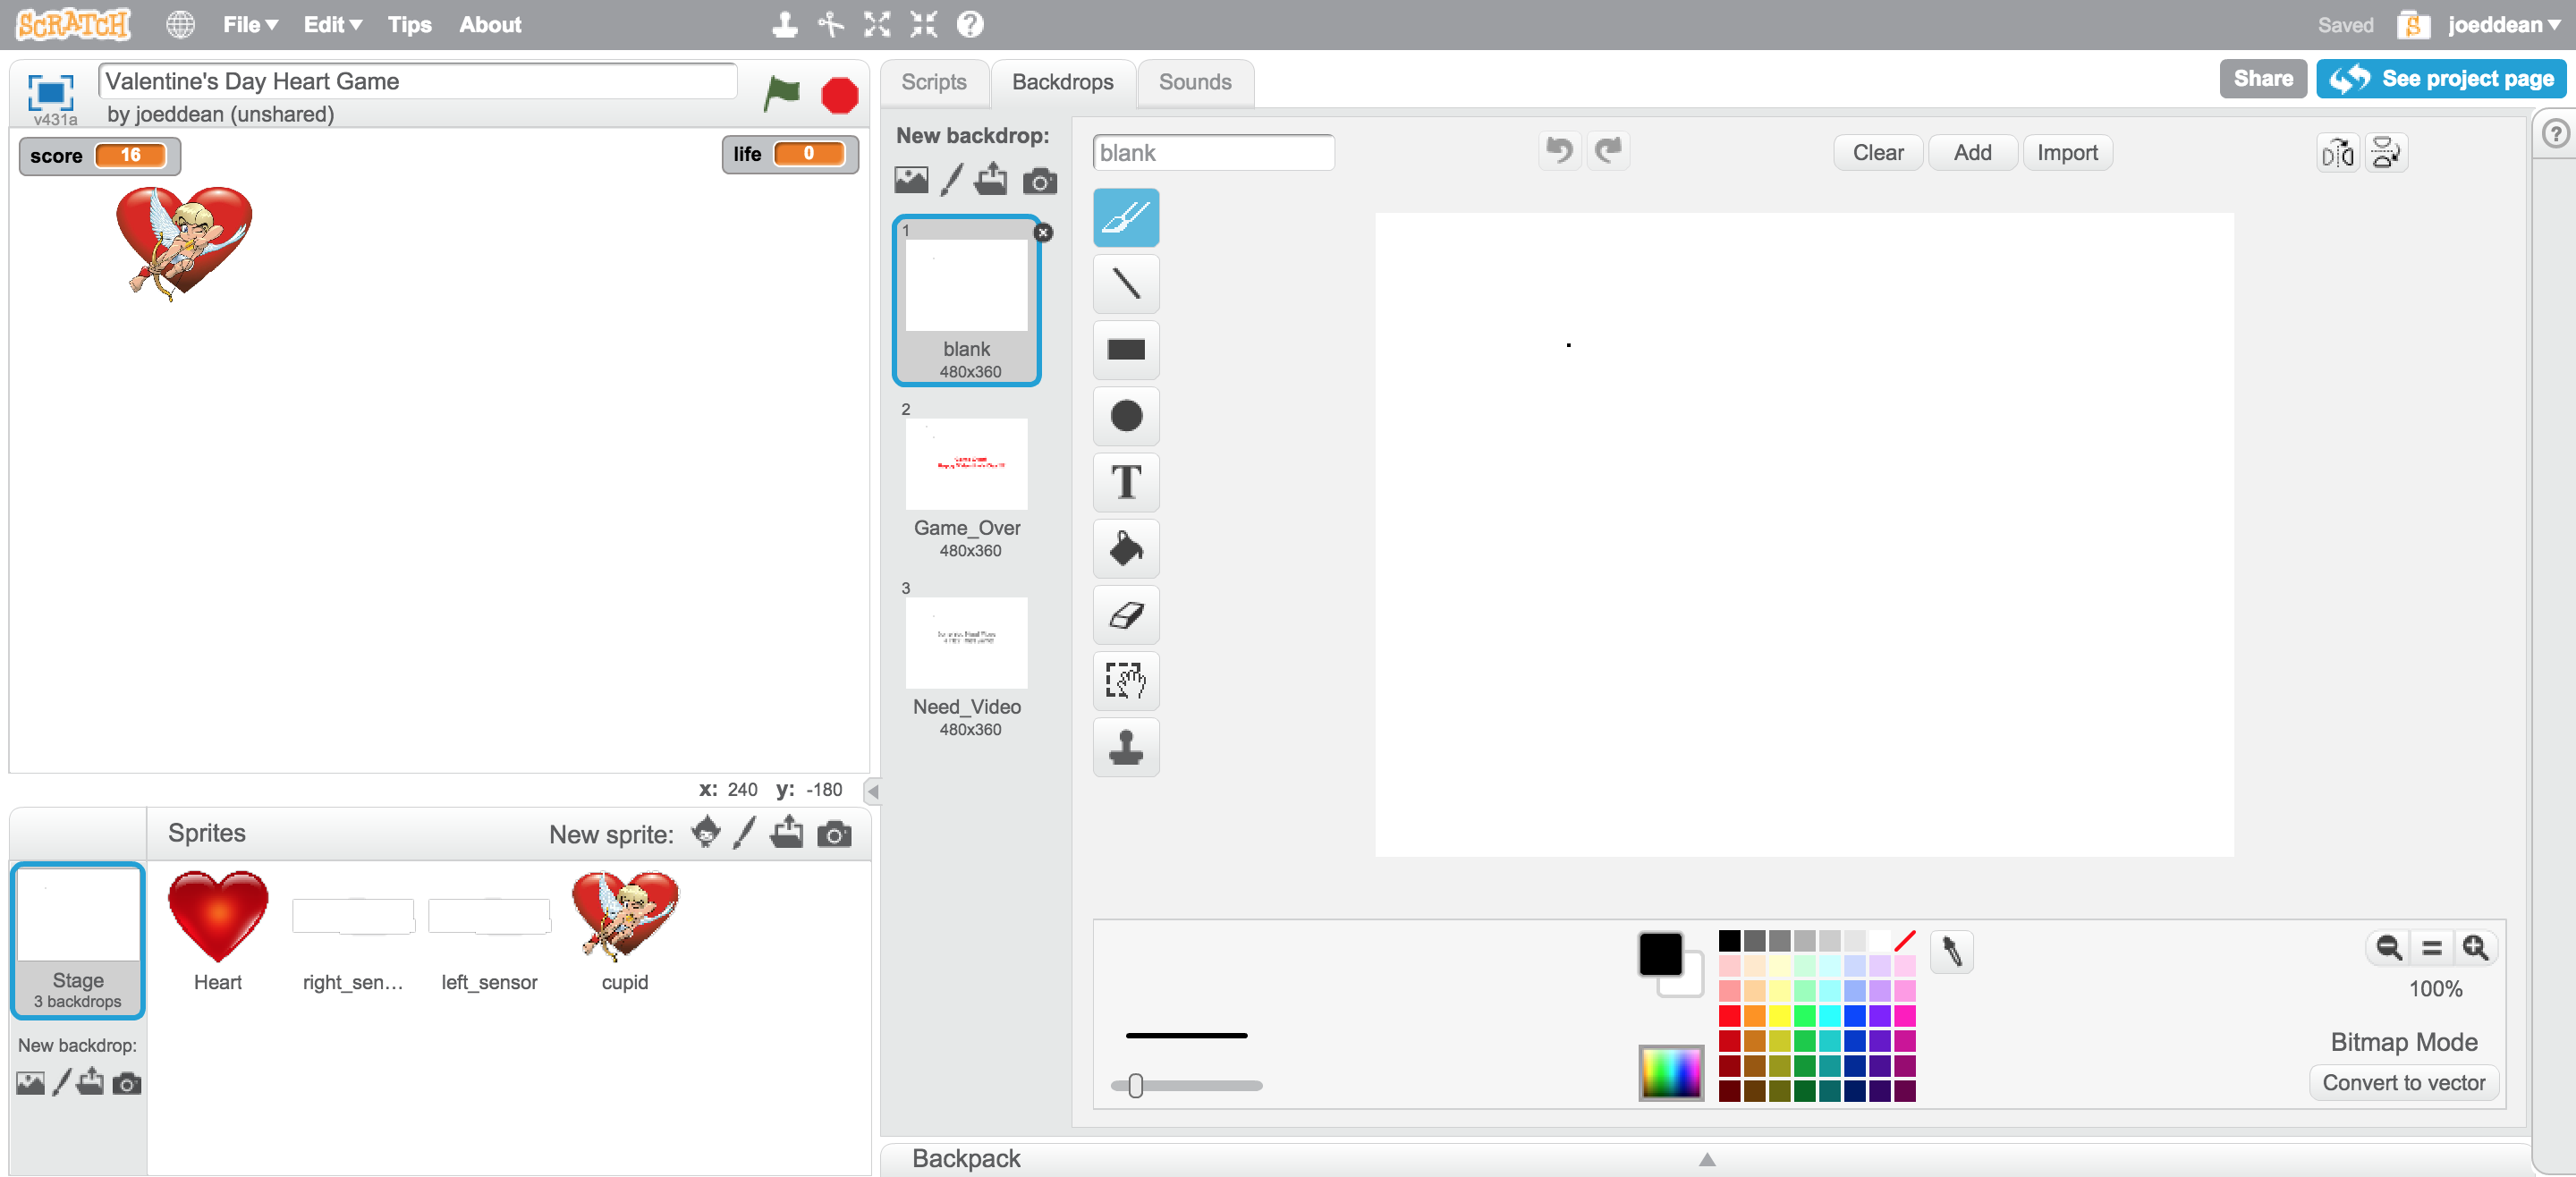 SCRATCH File Edit Tips About Saved joeddean
v431a
Valentine's Day Heart Game
by joeddean (unshared)
score 16
life 0
Scripts Backdrops Sounds
Share See project page
New backdrop:
blank
Clear Add Import
1
blank
480x360
2
Game_Over
480x360
3
Need_Video
480x360
T
x: 240 y: -180
Sprites New sprite:
Stage
3 backdrops
Heart
right_sen...
left_sensor
cupid
New backdrop:
100%
Bitmap Mode
Convert to vector
Backpack